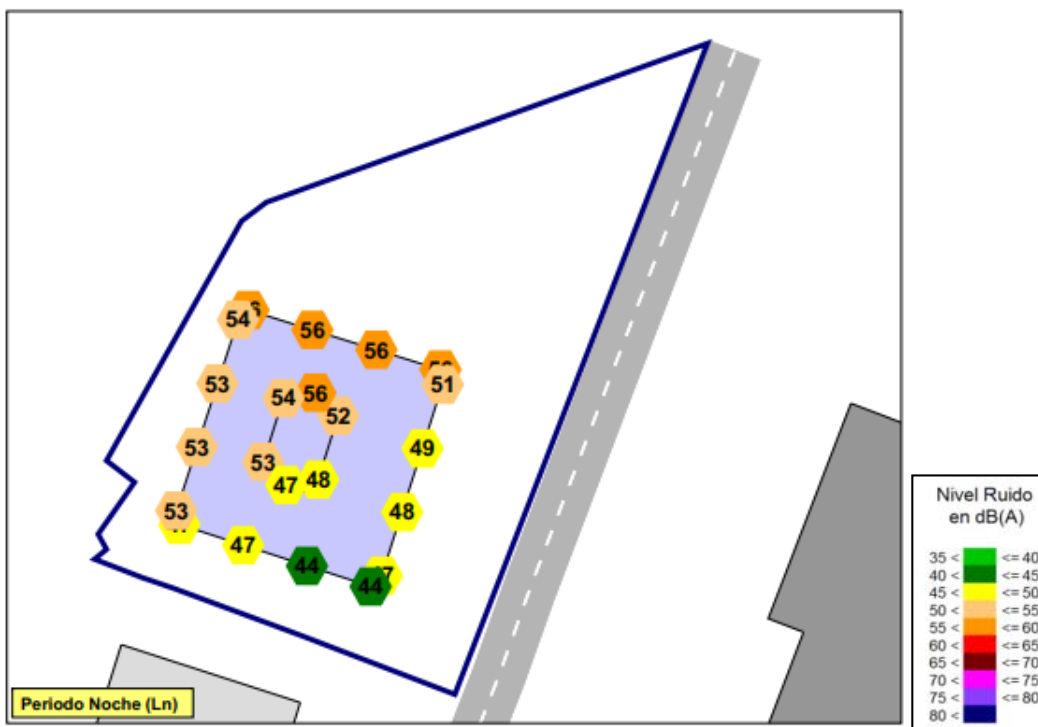 54
56
56
53
51
54
56
52
53
49
53
47
48
48
53
47
44
44
Nivel Ruido
en dB(A)
35 < <= 40
40 < <= 45
45 < <= 50
50 < <= 55
55 < <= 60
60 < <= 65
65 < <= 70
70 < <= 75
75 < <= 80
80 <
Periodo Noche (Ln)